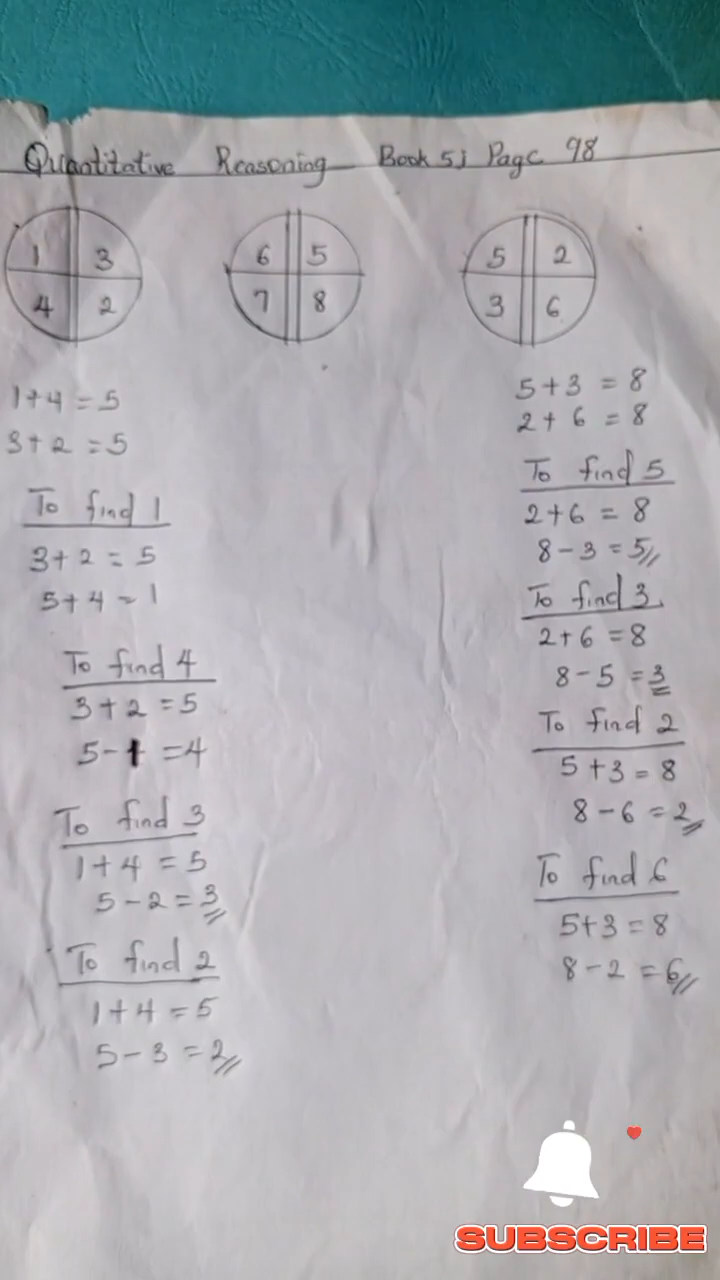 Quantitative Reasoning Book 5; Page 98
1 3
4 2
6 5
7 8
5 2
3 6
1+4 = 5
3+2 = 5
To find 1
3+2 = 5
5+4 = 1
To find 4
3+2 = 5
5-1 = 4
To find 3
1+4 = 5
5-2 = 3
To find 2
1+4 = 5
5-3 = 2
5+3 = 8
2+6 = 8
To find 5
2+6 = 8
8-3 = 5
To find 3.
2+6 = 8
8-5 = 3
To find 2
5+3 = 8
8-6 = 2
To find 6
5+3 = 8
8-2 = 6
SUBSCRIBE